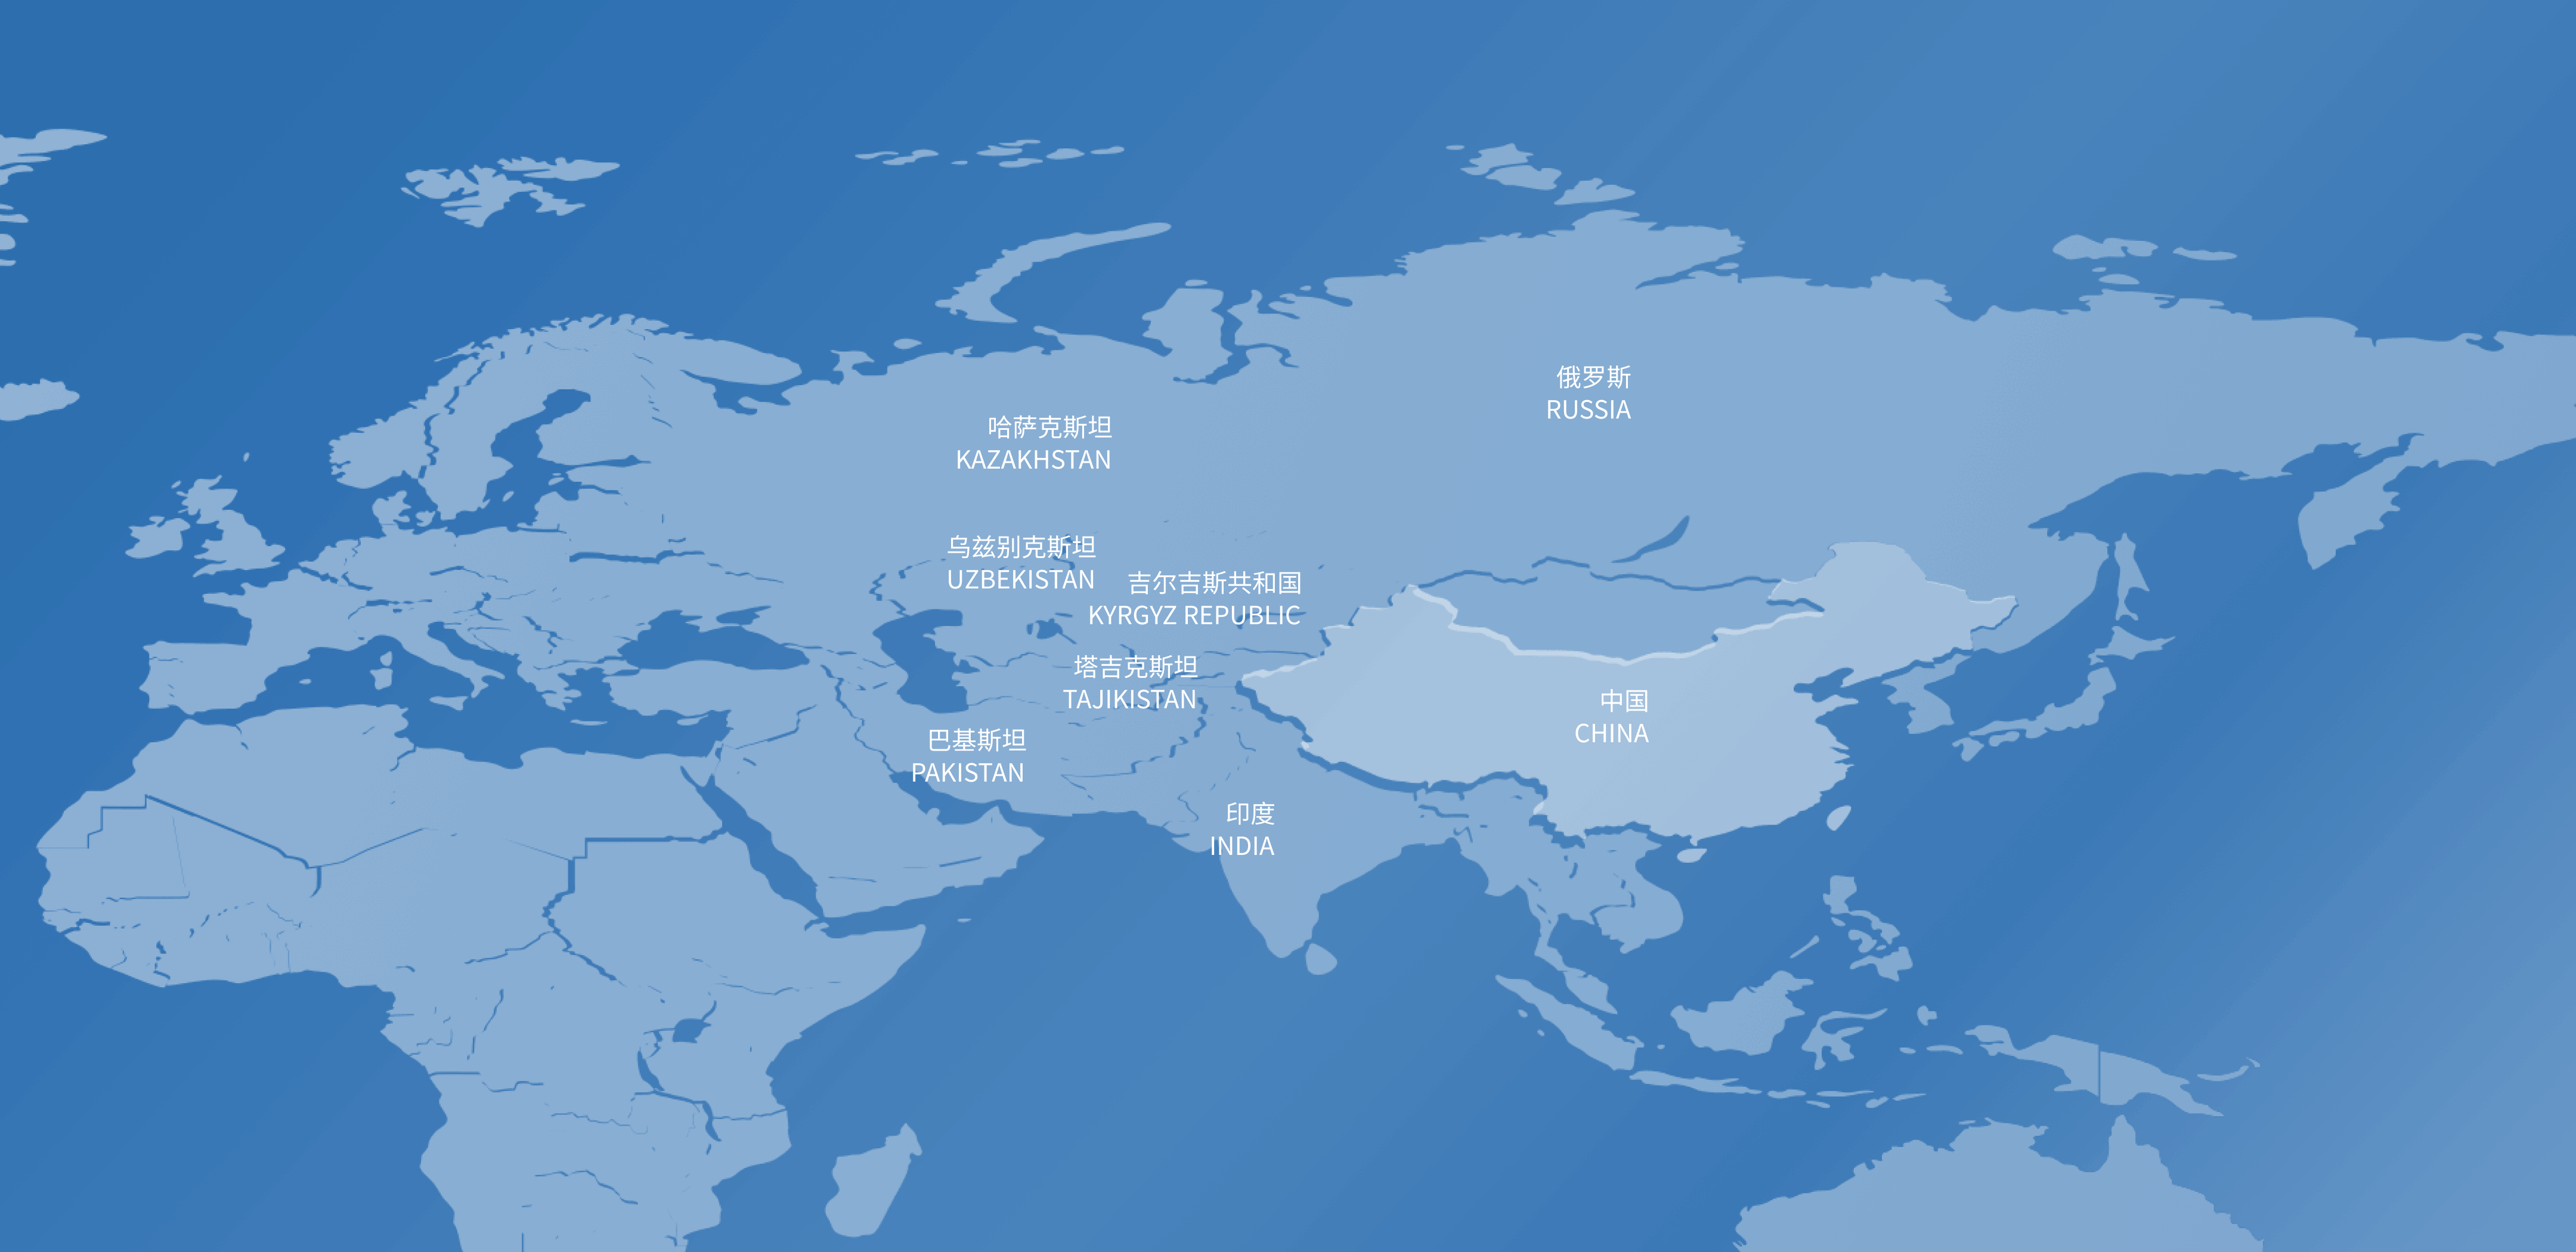 俄罗斯
RUSSIA
哈萨克斯坦
KAZAKHSTAN
乌兹别克斯坦
UZBEKISTAN
吉尔吉斯共和国
KYRGYZ REPUBLIC
塔吉克斯坦
TAJIKISTAN
中国
CHINA
巴基斯坦
PAKISTAN
印度
INDIA